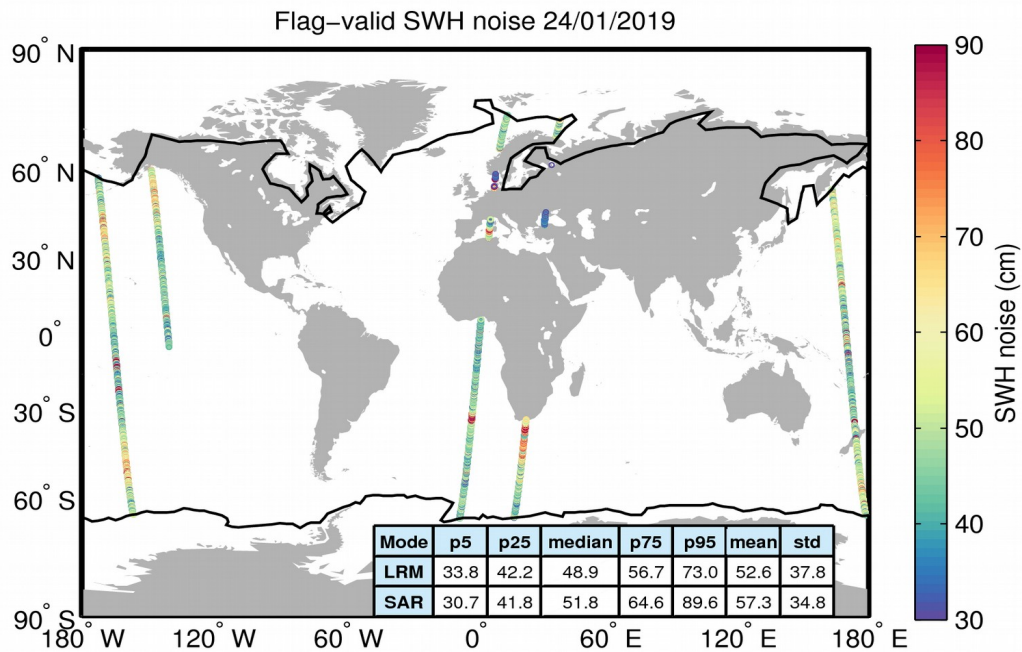 Flag−valid SWH noise 24/01/2019
90° N
60° N
30° N
0°
30° S
60° S
90° S
180° W 120° W 60° W 0° 60° E 120° E 180° E
Mode p5 p25 median p75 p95 mean std
LRM 33.8 42.2 48.9 56.7 73.0 52.6 37.8
SAR 30.7 41.8 51.8 64.6 89.6 57.3 34.8
90
80
70
60
50
40
30
SWH noise (cm)